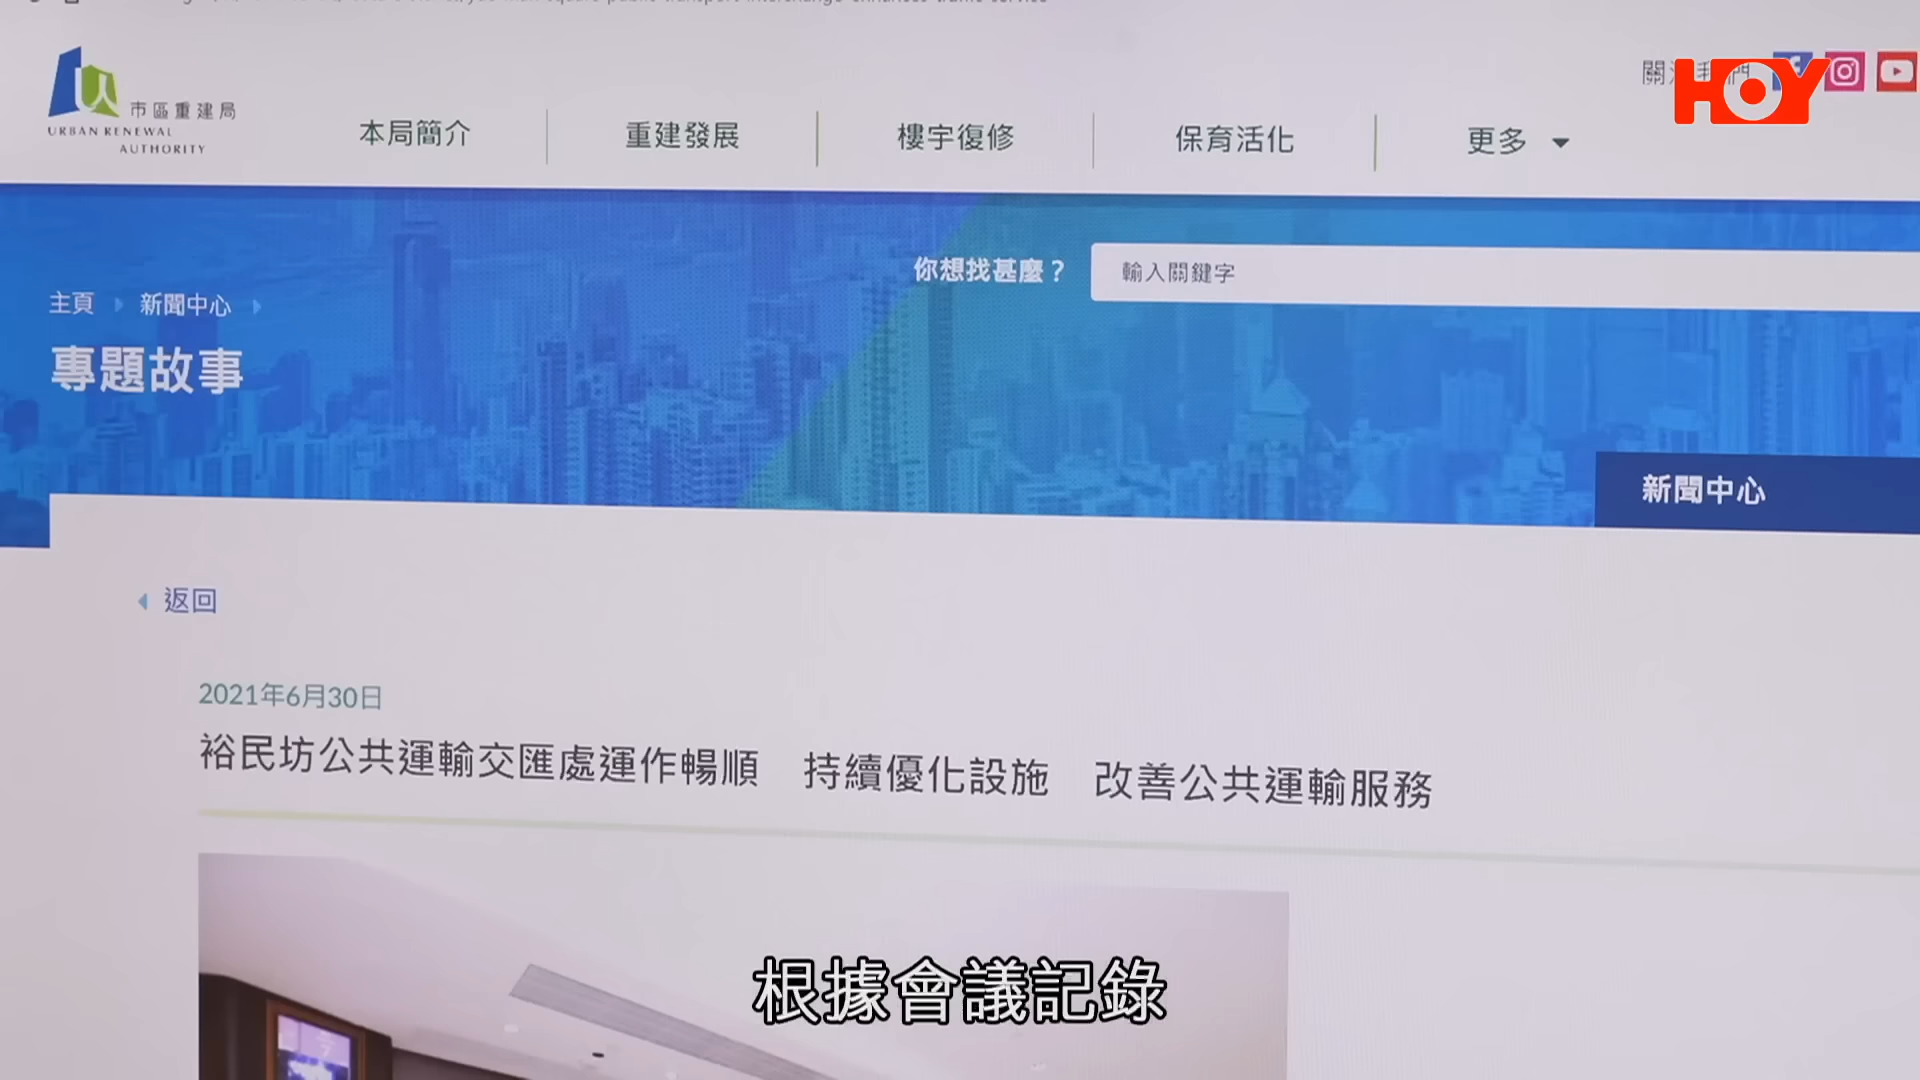 關注我們
HOY
市區重建局
URBAN RENEWAL
AUTHORITY
本局簡介
重建發展
樓宇復修
保育活化
更多
你想找甚麼？
輸入關鍵字
主頁
新聞中心
專題故事
新聞中心
返回
2021年6月30日
裕民坊公共運輸交匯處運作暢順 持續優化設施 改善公共運輸服務
根據會議記錄